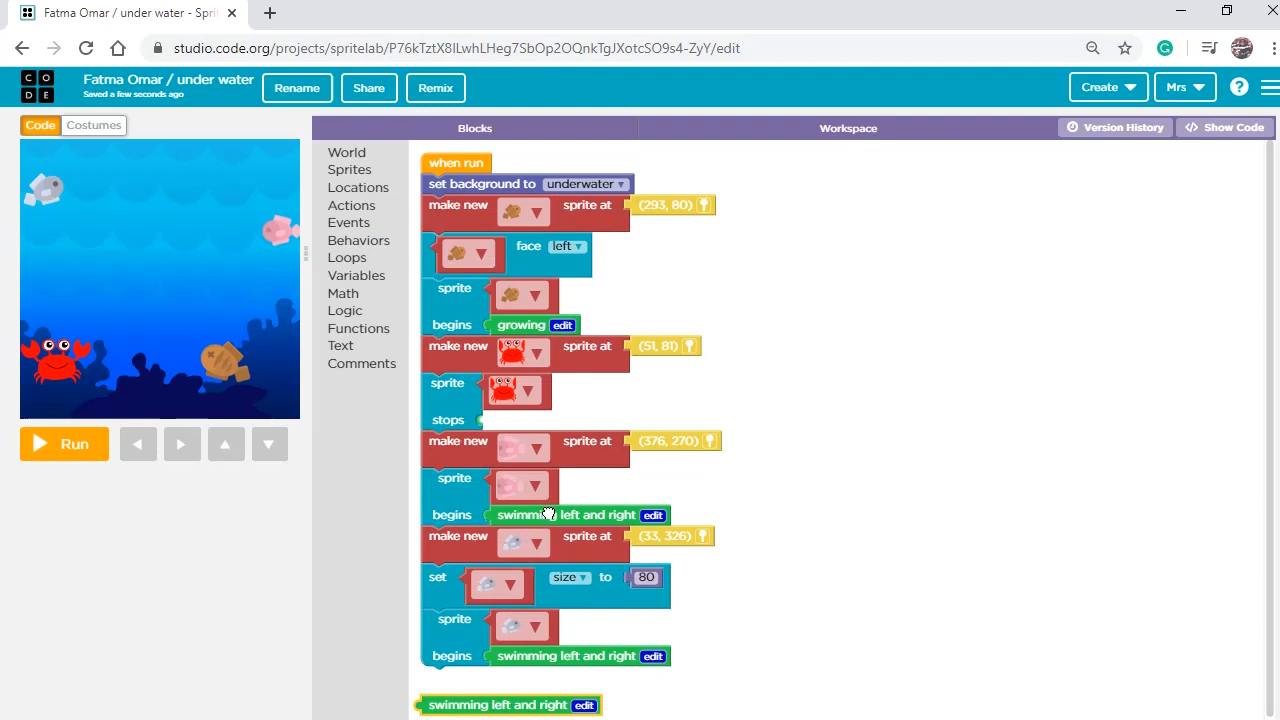 Fatma Omar / under water - Spri
studio.code.org/projects/spritelab/P76kTztX8ILwhLHeg7SbBp2OQnkTgJXotcSO9s4-ZyY/edit
CO
DE
Fatma Omar / under water
Saved a few seconds ago
Rename
Share
Remix
Create
Mrs
?
Code
Costumes
Blocks
Workspace
Version History
Show Code
World
Sprites
Locations
Actions
Events
Behaviors
Loops
Variables
Math
Logic
Functions
Text
Comments
Run
when run
set background to underwater
make new sprite at (293, 80)
face left
sprite
begins growing edit
make new sprite at (51, 81)
sprite
stops
make new sprite at (376, 270)
sprite
begins swimming left and right edit
make new sprite at (33, 326)
set size to 80
sprite
begins swimming left and right edit
swimming left and right edit